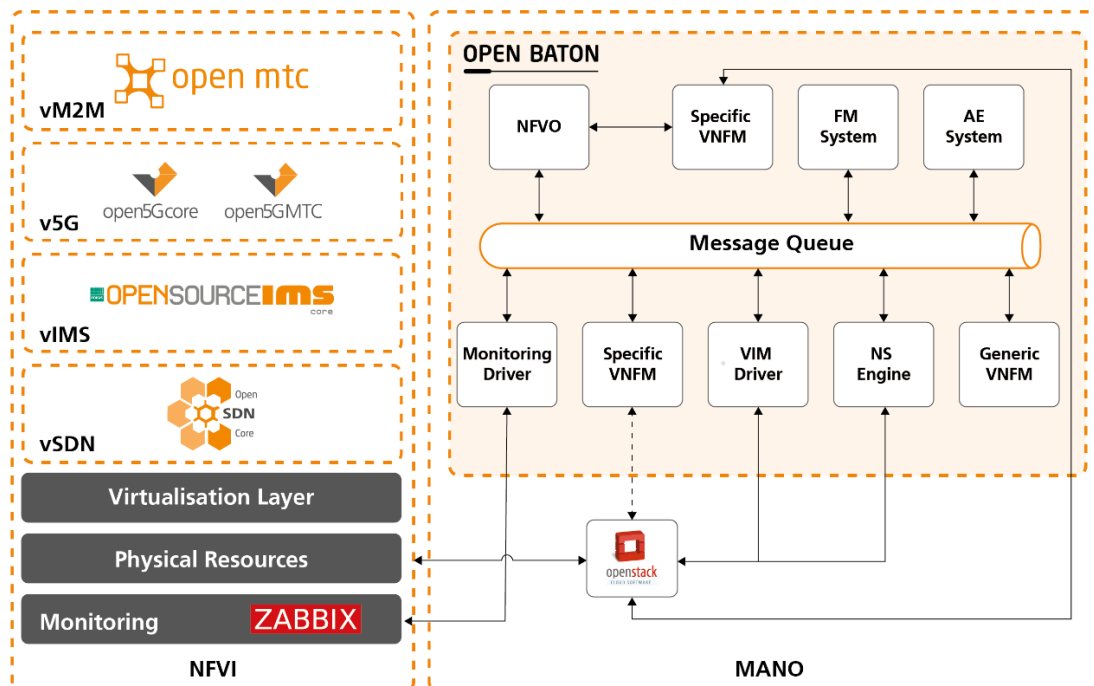 open mtc
vM2M
open5Gcore
open5GMTC
v5G
OPENSOURCEIMS
core
vIMS
Open
SDN
Core
vSDN
Virtualisation Layer
Physical Resources
Monitoring
ZABBIX
NFVI
OPEN BATON
NFVO
Specific
VNFM
FM
System
AE
System
Message Queue
Monitoring
Driver
Specific
VNFM
VIM
Driver
NS
Engine
Generic
VNFM
openstack
CLOUD SOFTWARE
MANO